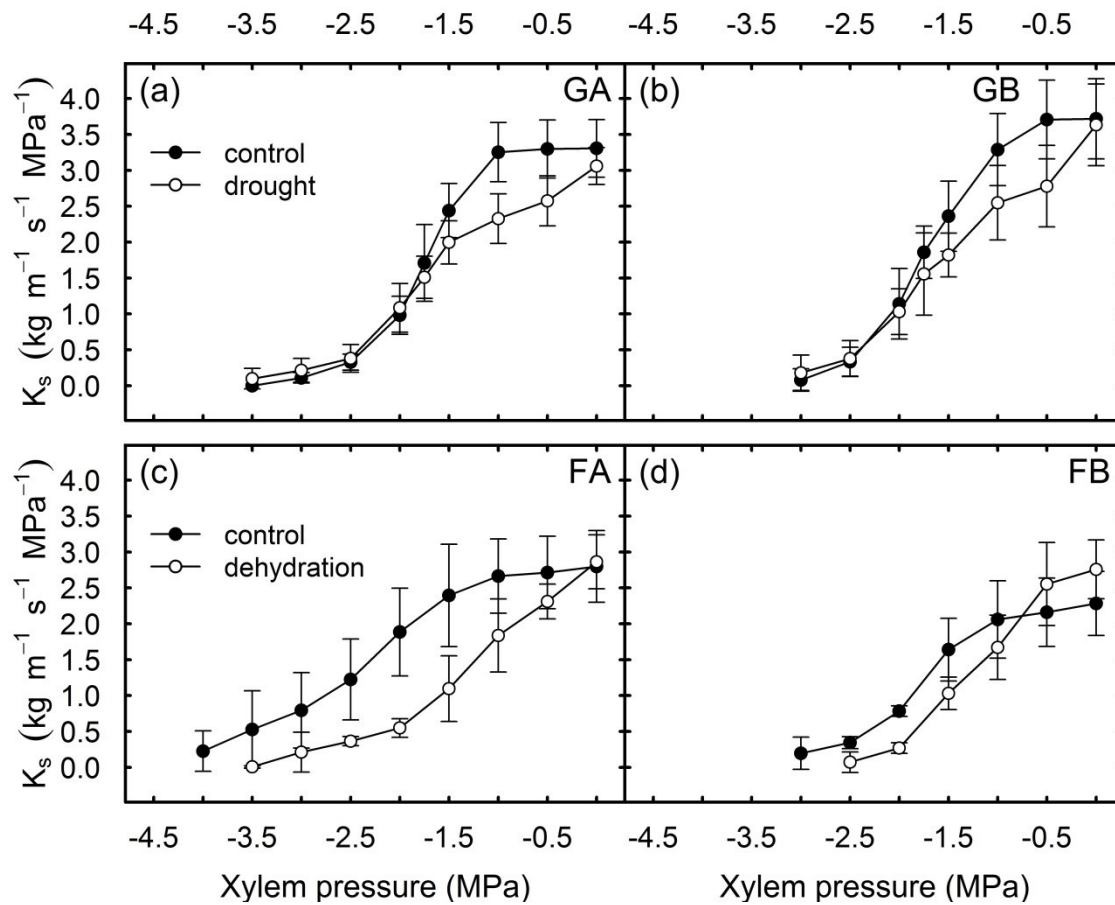 -4.5 -3.5 -2.5 -1.5 -0.5 -4.5 -3.5 -2.5 -1.5 -0.5
(a) GA (b) GB
4.0
3.5
3.0
2.5
2.0
1.5
1.0
0.5
0.0
control
drought
Kₛ (kg m⁻¹ s⁻¹ MPa⁻¹)
(c) FA (d) FB
4.0
3.5
3.0
2.5
2.0
1.5
1.0
0.5
0.0
control
dehydration
Kₛ (kg m⁻¹ s⁻¹ MPa⁻¹)
-4.5 -3.5 -2.5 -1.5 -0.5 -4.5 -3.5 -2.5 -1.5 -0.5
Xylem pressure (MPa) Xylem pressure (MPa)